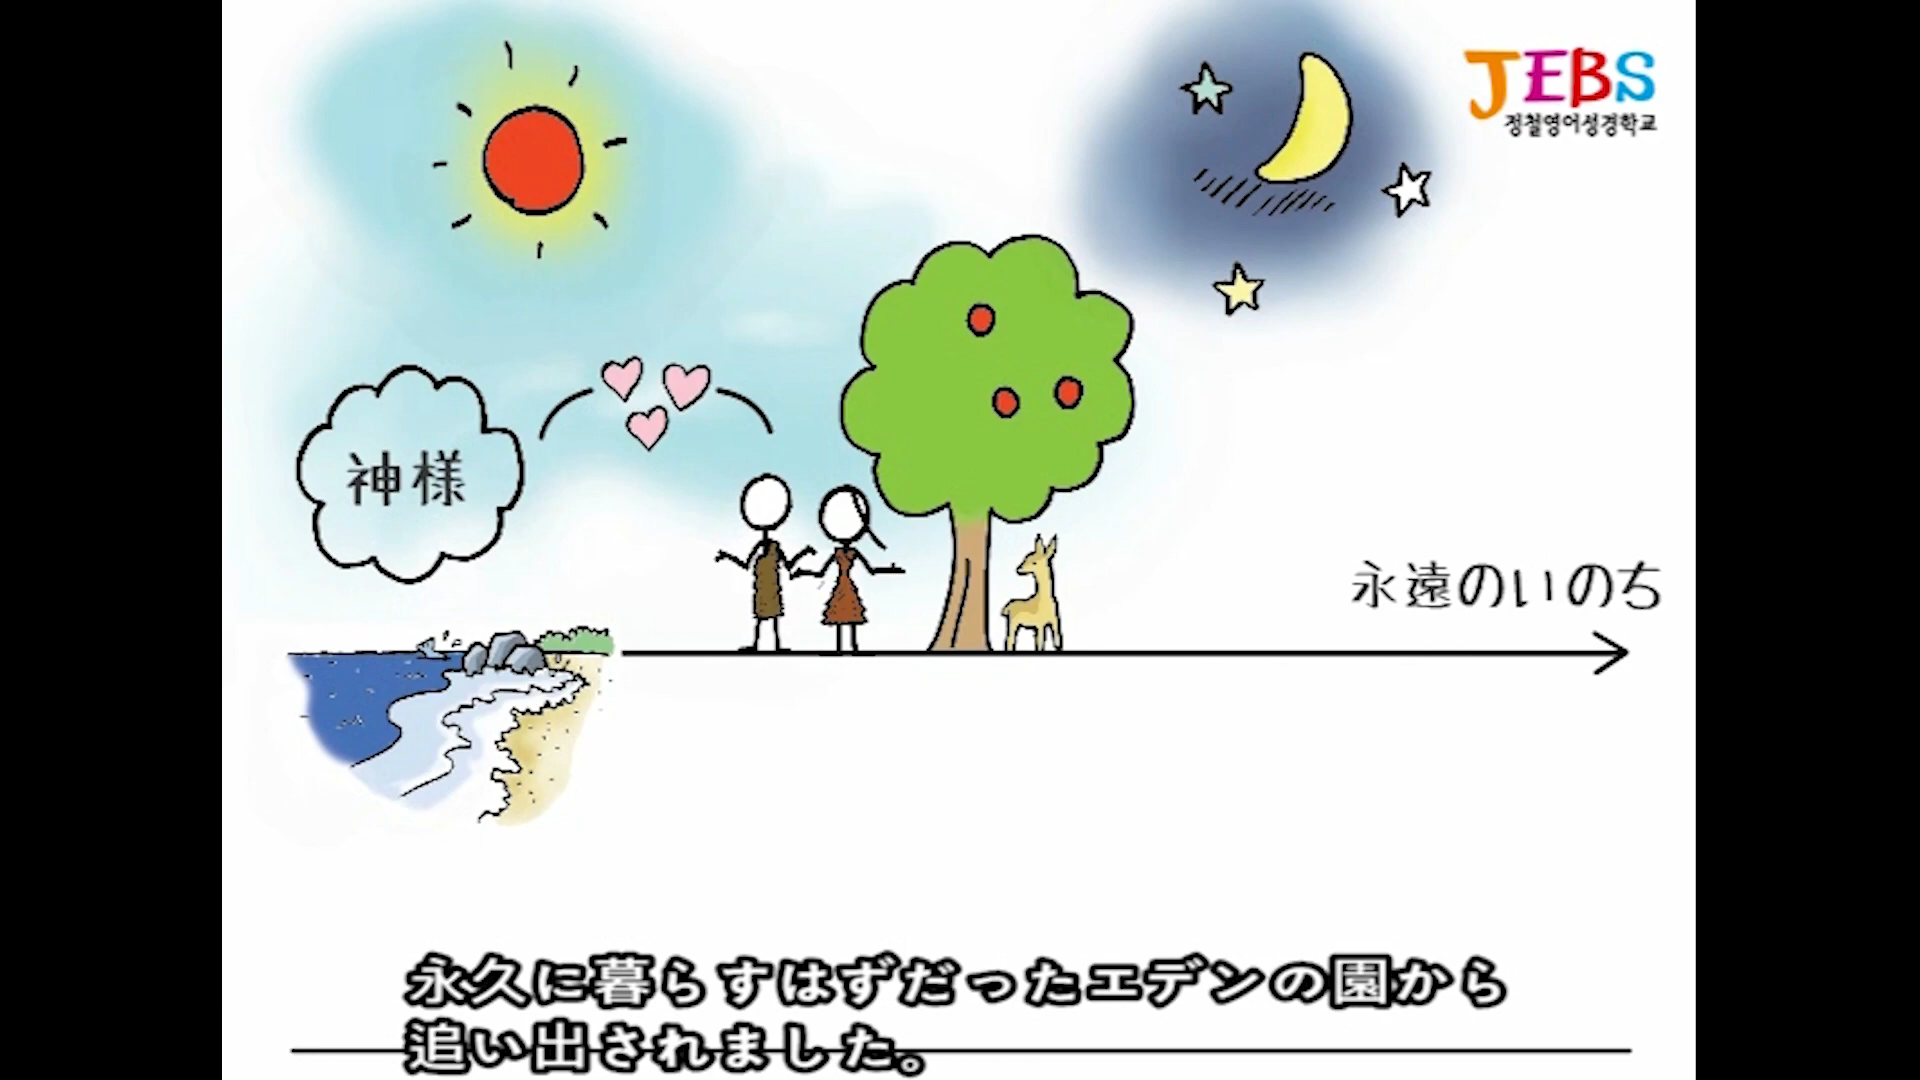 JEBS
정철영어성경학교
神様
永遠のいのち
永久に暮らすはずだったエデンの園から
追い出されました。